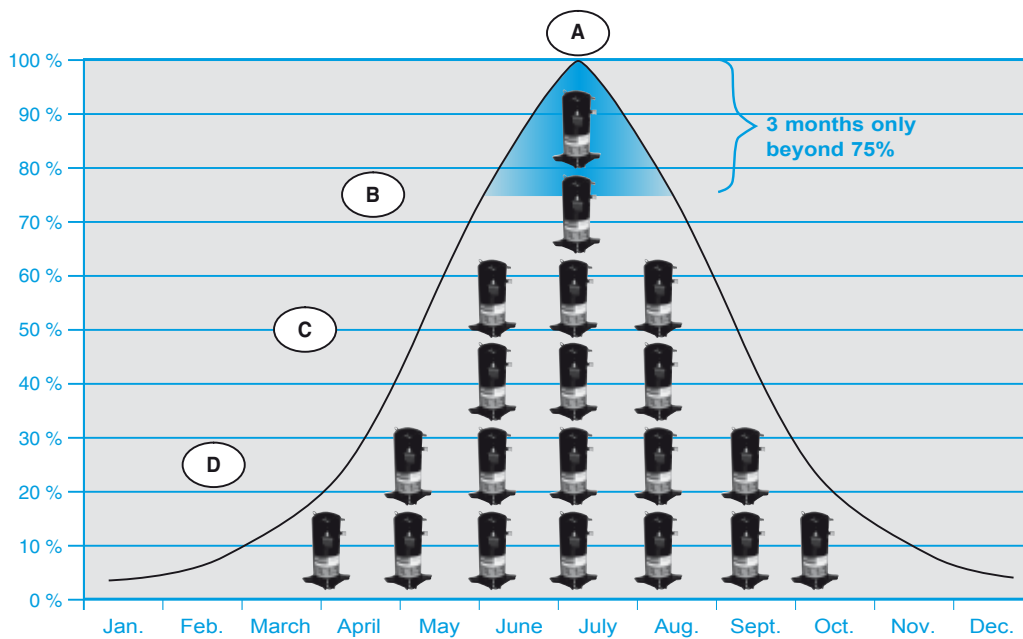 A
100 %
90 %
3 months only
beyond 75%
80 %
B
70 %
60 %
C
50 %
40 %
30 %
D
20 %
10 %
0 %
Jan. Feb. March April May June July Aug. Sept. Oct. Nov. Dec.